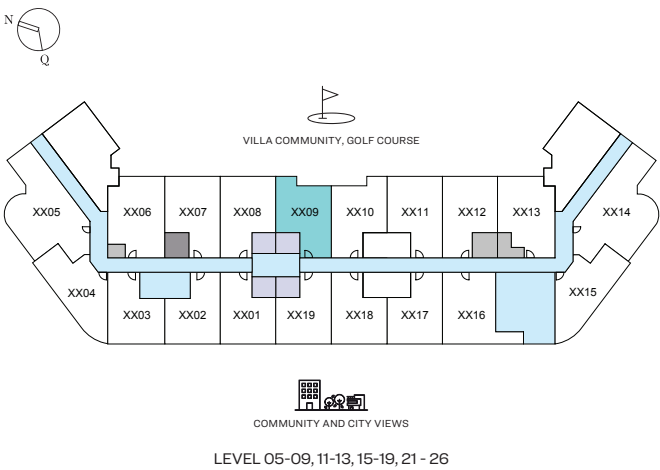 N
Q
VILLA COMMUNITY, GOLF COURSE
XX05 XX06 XX07 XX08 XX09 XX10 XX11 XX12 XX13 XX14
XX04 XX15
XX03 XX02 XX01 XX19 XX18 XX17 XX16
COMMUNITY AND CITY VIEWS
LEVEL 05-09, 11-13, 15-19, 21 - 26